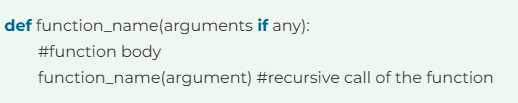 def function_name(arguments if any):
#function body
function_name(argument) #recursive call of the function